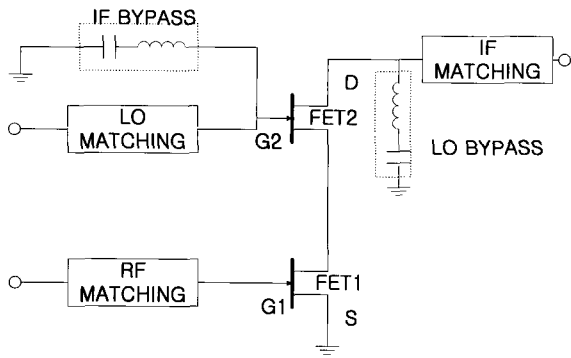 IF BYPASS
IF
MATCHING
D
LO
MATCHING
FET2
G2
LO BYPASS
RF
MATCHING
FET1
G1
S